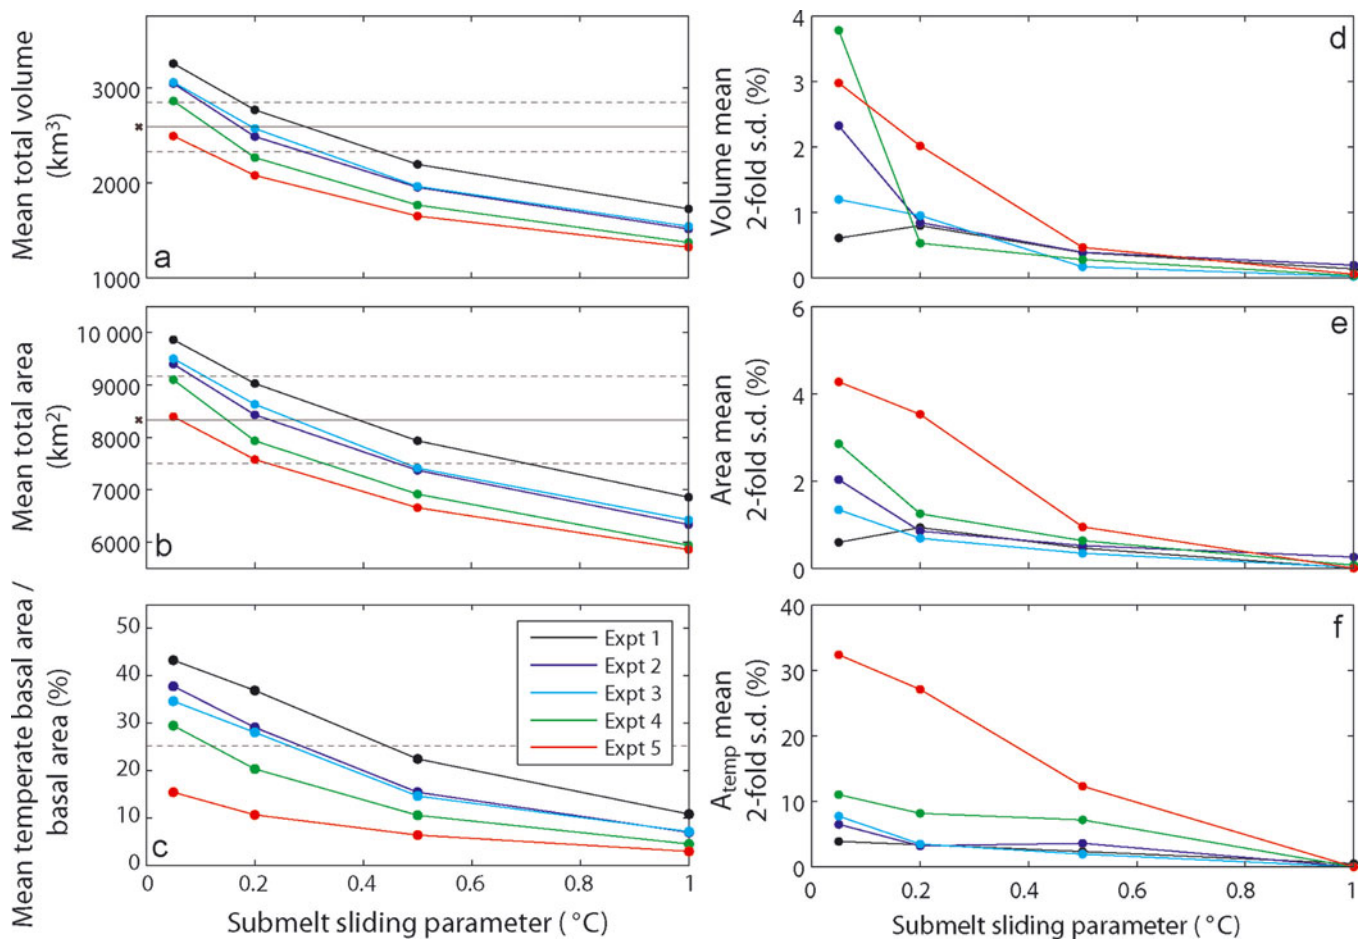 Mean total volume
(km³)
3000
2000
1000
a
Volume mean
2-fold s.d. (%)
4
3
2
1
0
d
Mean total area
(km²)
10 000
9000
8000
7000
6000
b
Area mean
2-fold s.d. (%)
6
4
2
0
e
Mean temperate basal area /
basal area (%)
50
40
30
20
10
0
c
Expt 1
Expt 2
Expt 3
Expt 4
Expt 5
0
0.2
0.4
0.6
0.8
1
Submelt sliding parameter (°C)
Atemp mean
2-fold s.d. (%)
40
30
20
10
0
f
0
0.2
0.4
0.6
0.8
1
Submelt sliding parameter (°C)